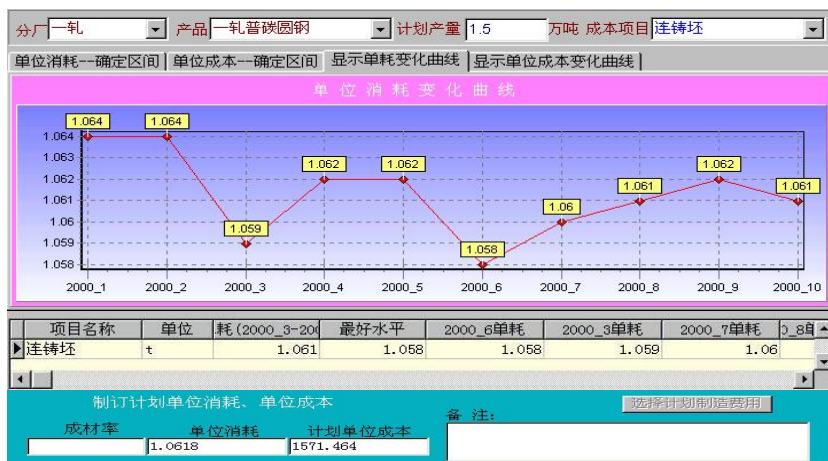 分厂 一轧 产品 一轧普碳圆钢 计划产量 1.5 万吨 成本项目 连铸坯
单位消耗--确定区间 单位成本--确定区间 显示单耗变化曲线 显示单位成本变化曲线
单位消耗变化曲线
1.064 1.064
1.064
1.063
1.062 1.062 1.062 1.062
1.061 1.061 1.061
1.06 1.06
1.059 1.059
1.058 1.058
2000_1 2000_2 2000_3 2000_4 2000_5 2000_6 2000_7 2000_8 2000_9 2000_10
项目名称 单位 耗(2000_3-200 最好水平 2000_6单耗 2000_3单耗 2000_7单耗 0_8单
连铸坯 t 1.061 1.058 1.058 1.059 1.06
制订计划单位消耗、单位成本 选择计划制造费用
成材率 单位消耗 计划单位成本 备 注:
1.0618 1571.464